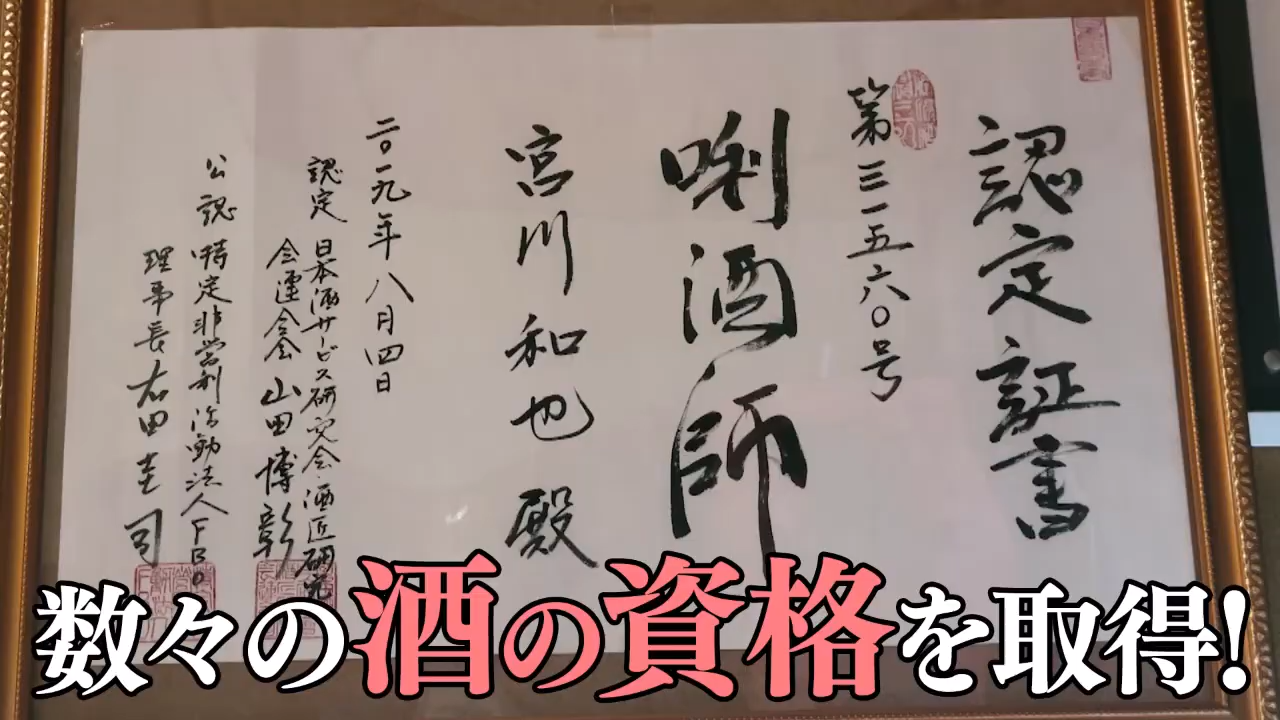 認定証書
第三一五六〇号
唎酒師
宮川和也殿
二〇一九年八月四日
認定 日本酒サービス研究会・酒匠研究
会連合会 山田博彰
公認 特定非営利活動法人FBO
理事長 右田圭司
数々の酒の資格を取得!